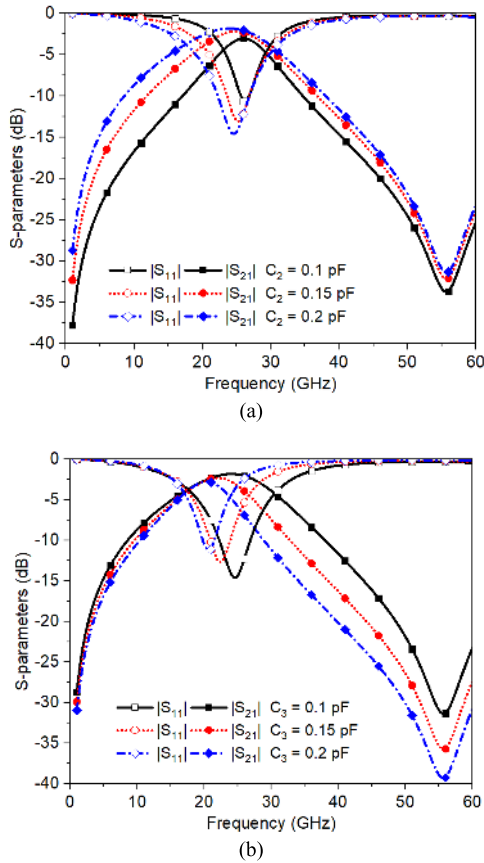 0
-5
-10
-15
-20
-25
-30
-35
-40
S-parameters (dB)
|S11| |S21| C2 = 0.1 pF
|S11| |S21| C2 = 0.15 pF
|S11| |S21| C2 = 0.2 pF
0 10 20 30 40 50 60
Frequency (GHz)
(a)
0
-5
-10
-15
-20
-25
-30
-35
-40
S-parameters (dB)
|S11| |S21| C3 = 0.1 pF
|S11| |S21| C3 = 0.15 pF
|S11| |S21| C3 = 0.2 pF
0 10 20 30 40 50 60
Frequency (GHz)
(b)